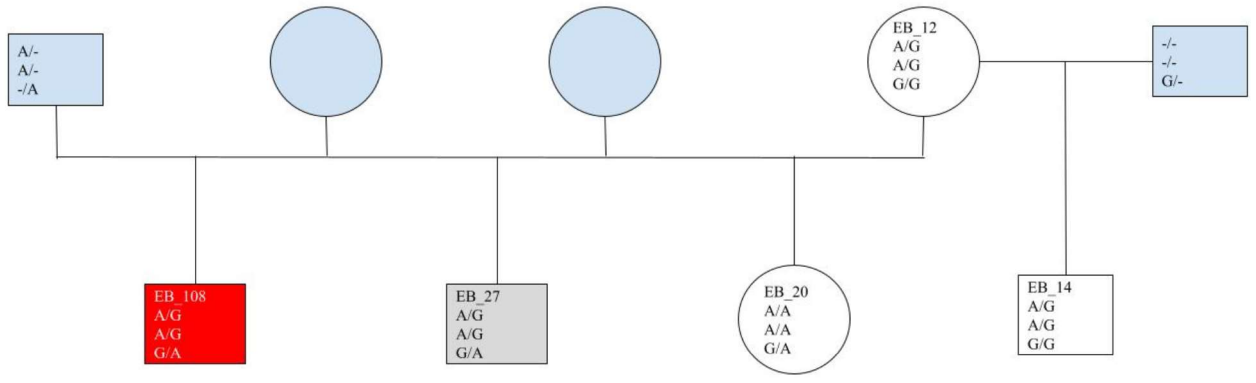 A/-
A/-
-/A
EB_12
A/G
A/G
G/G
-/-
-/-
G/-
EB_108
A/G
A/G
G/A
EB_27
A/G
A/G
G/A
EB_20
A/A
A/A
G/A
EB_14
A/G
A/G
G/G